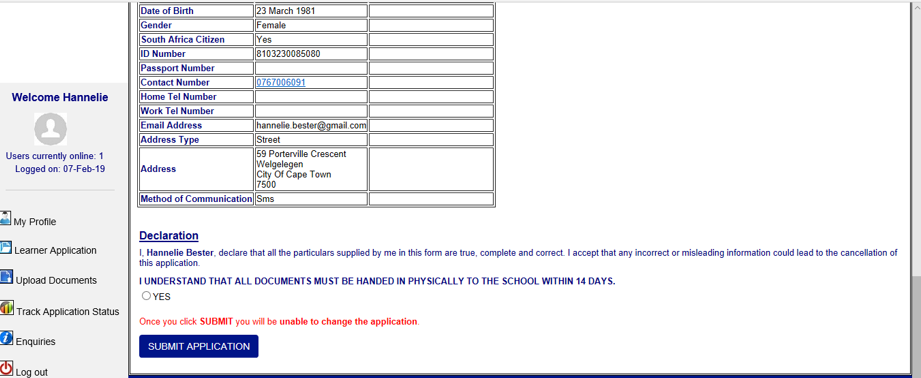 Date of Birth 23 March 1981
Gender Female
South Africa Citizen Yes
ID Number 8103230085080
Passport Number
Contact Number 0767006091
Home Tel Number
Work Tel Number
Email Address hannelie.bester@gmail.com
Address Type Street
Address
59 Porterville Crescent
Welgelegen
City Of Cape Town
7500
Method of Communication Sms
Declaration
I, Hannelie Bester, declare that all the particulars supplied by me in this form are true, complete and correct. I accept that any incorrect or misleading information could lead to the cancellation of
this application.
I UNDERSTAND THAT ALL DOCUMENTS MUST BE HANDED IN PHYSICALLY TO THE SCHOOL WITHIN 14 DAYS.
YES
Once you click SUBMIT you will be unable to change the application.
SUBMIT APPLICATION
Welcome Hannelie
Users currently online: 1
Logged on: 07-Feb-19
My Profile
Learner Application
Upload Documents
Track Application Status
Enquiries
Log out